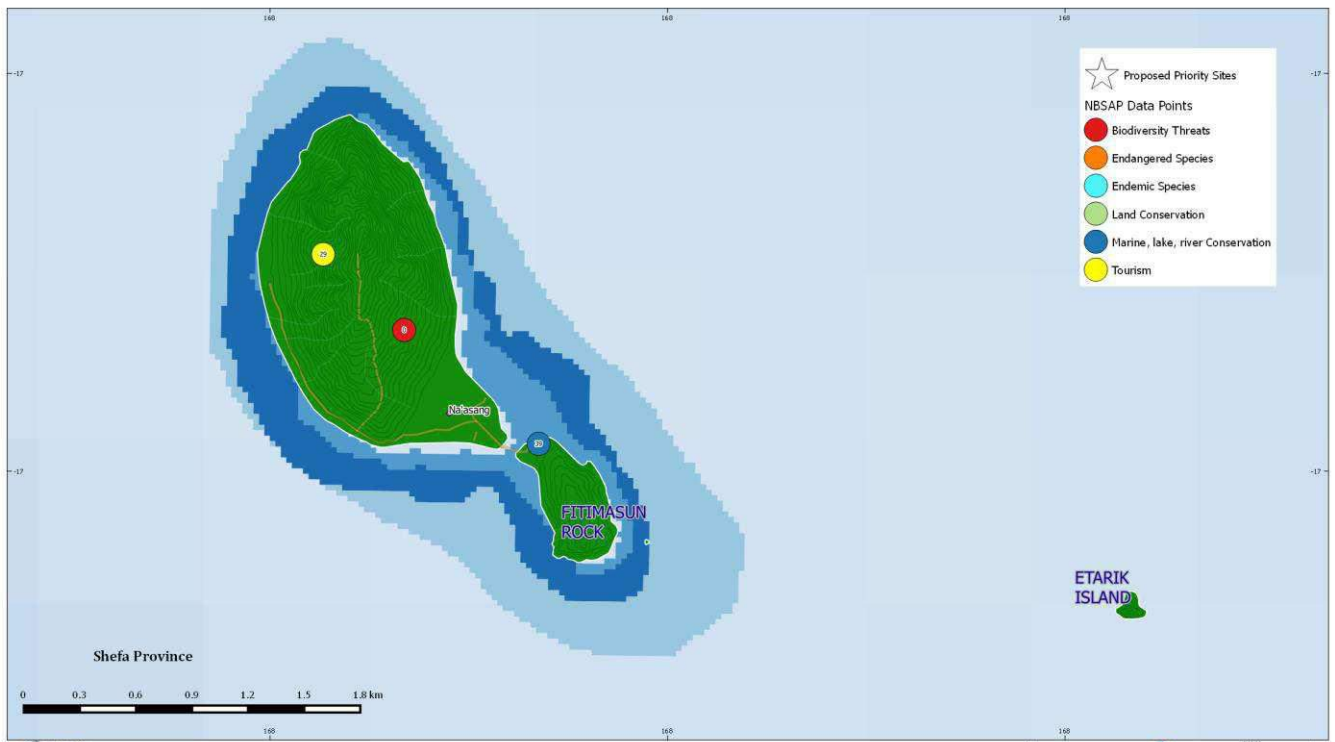 168
160
168
-17
-17
Proposed Priority Sites
NBSAP Data Points
Biodiversity Threats
Endangered Species
Endemic Species
Land Conservation
Marine, lake, river Conservation
Tourism
29
Na'asang
39
-17
-17
FITIMASUN
ROCK
ETARIK
ISLAND
Shefa Province
0 0.3 0.6 0.9 1.2 1.5 1.8 km
168
168
168